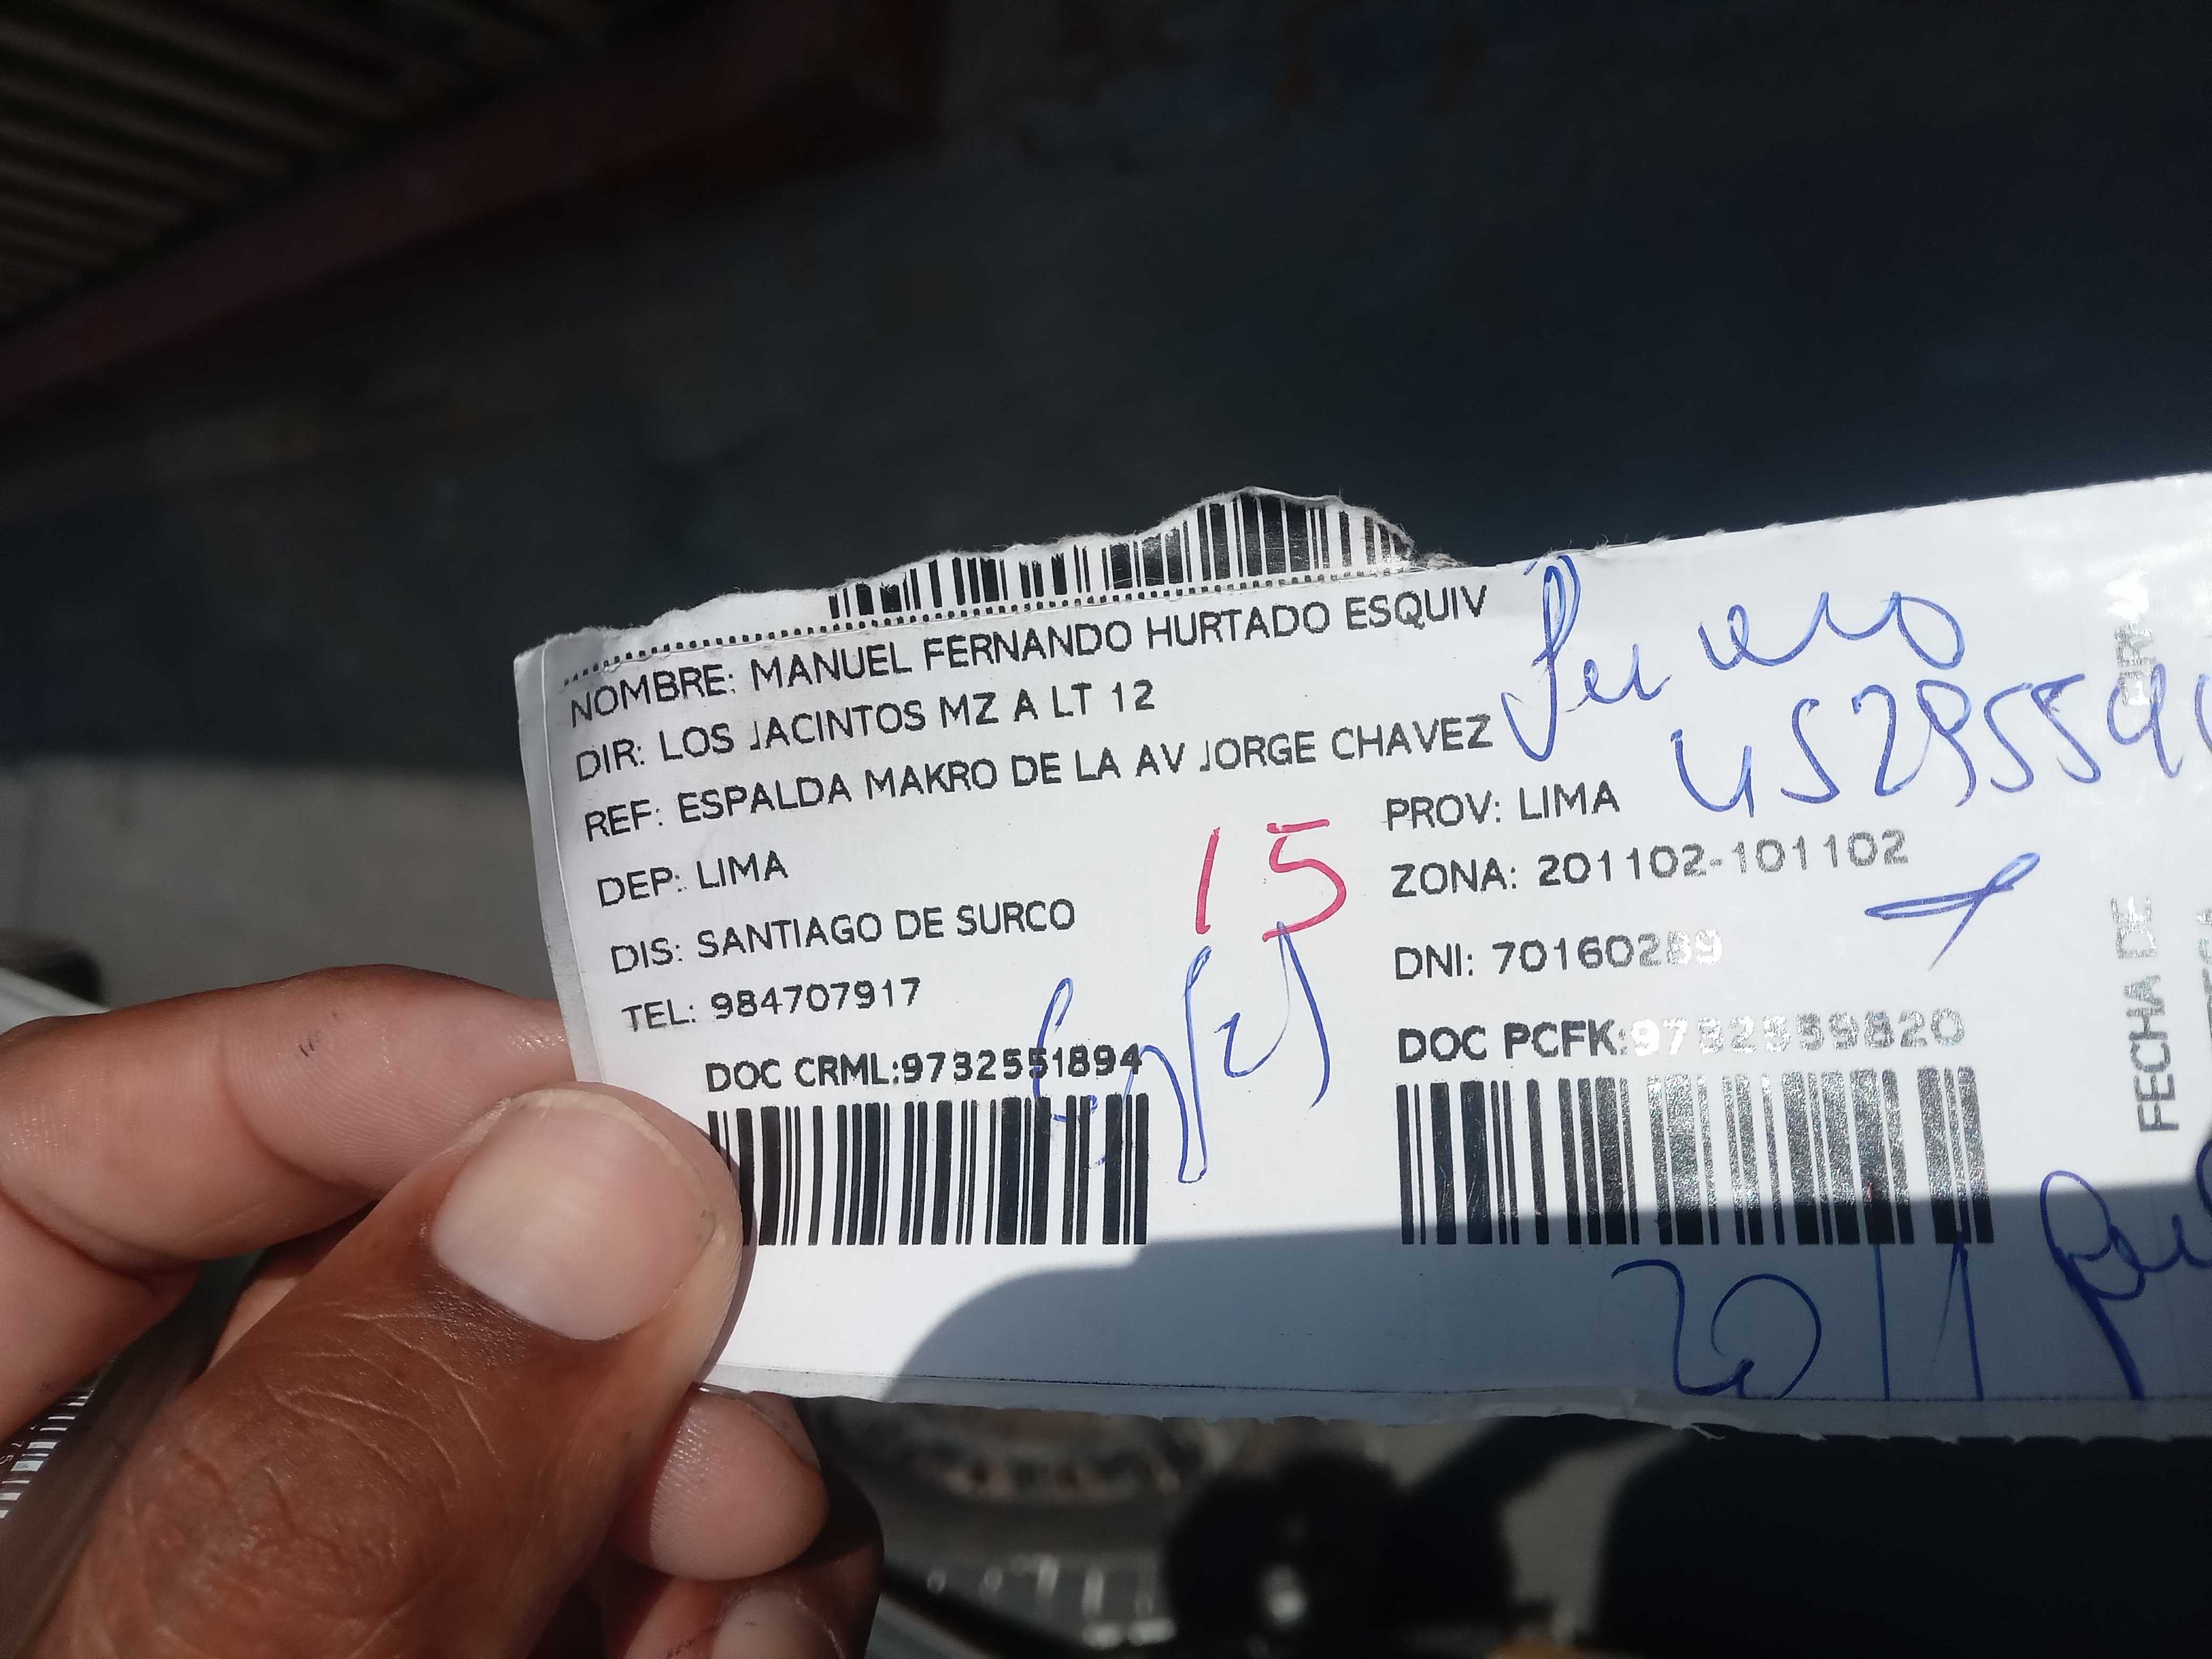 NOMBRE: MANUEL FERNANDO HURTADO ESQUIV
DIR: LOS JACINTOS MZ A LT 12
REF: ESPALDA MAKRO DE LA AV JORGE CHAVEZ
DEP: LIMA
PROV: LIMA
15
ZONA: 201102-101102
DIS: SANTIAGO DE SURCO
DNI: 70160289
TEL: 984707917
DOC CRML:9732551894
DOC PCFK:9732559820
FECHA DE
2011